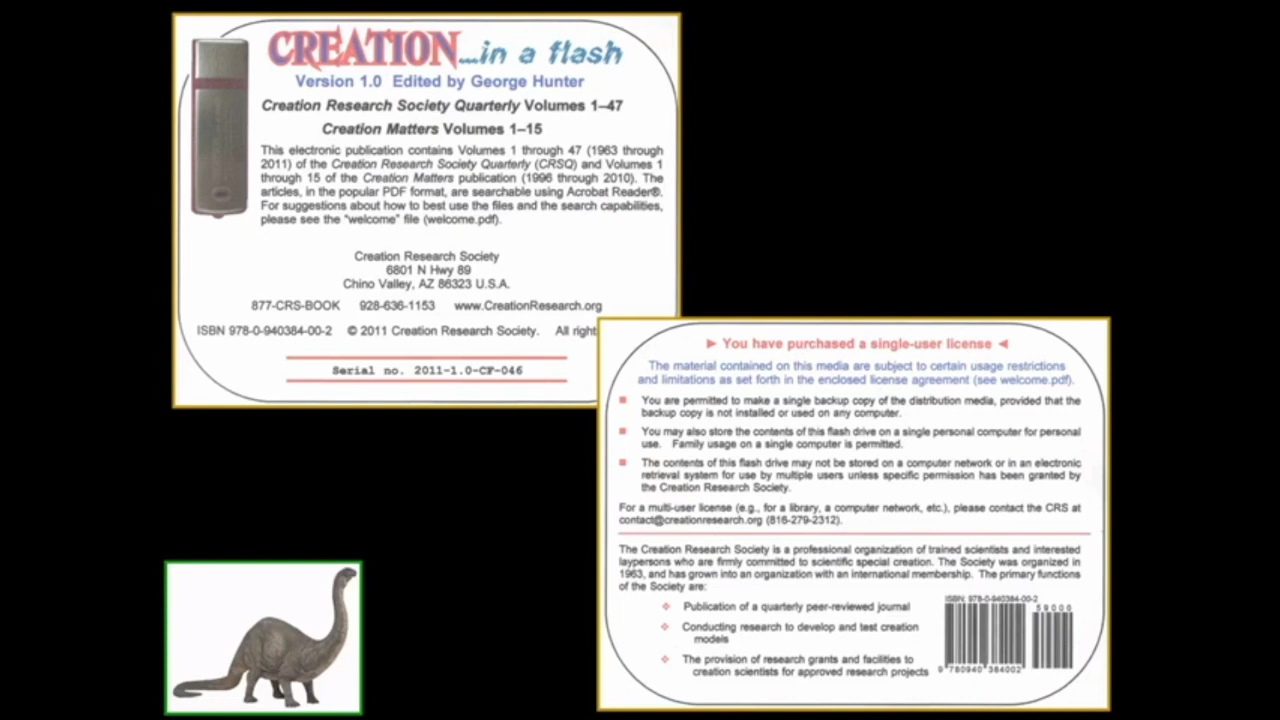 CREATION...in a flash
Version 1.0 Edited by George Hunter
Creation Research Society Quarterly Volumes 1–47
Creation Matters Volumes 1–15
This electronic publication contains Volumes 1 through 47 (1963 through
2011) of the Creation Research Society Quarterly (CRSQ) and Volumes 1
through 15 of the Creation Matters publication (1996 through 2010). The
articles, in the popular PDF format, are searchable using Acrobat Reader®.
For suggestions about how to best use the files and the search capabilities,
please see the "welcome" file (welcome.pdf).
Creation Research Society
6801 N Hwy 89
Chino Valley, AZ 86323 U.S.A.
877-CRS-BOOK 928-636-1153 www.CreationResearch.org
ISBN 978-0-940384-00-2 © 2011 Creation Research Society. All right
Serial no. 2011-1.0-CF-046
► You have purchased a single-user license ◄
The material contained on this media are subject to certain usage restrictions
and limitations as set forth in the enclosed license agreement (see welcome.pdf).
■ You are permitted to make a single backup copy of the distribution media, provided that the
backup copy is not installed or used on any computer.
■ You may also store the contents of this flash drive on a single personal computer for personal
use. Family usage on a single computer is permitted.
■ The contents of this flash drive may not be stored on a computer network or in an electronic
retrieval system for use by multiple users unless specific permission has been granted by
the Creation Research Society.
For a multi-user license (e.g., for a library, a computer network, etc.), please contact the CRS at
contact@creationresearch.org (816-279-2312).
The Creation Research Society is a professional organization of trained scientists and interested
laypersons who are firmly committed to scientific special creation. The Society was organized in
1963, and has grown into an organization with an international membership. The primary functions
of the Society are:
❖ Publication of a quarterly peer-reviewed journal
❖ Conducting research to develop and test creation
models
❖ The provision of research grants and facilities to
creation scientists for approved research projects
ISBN: 978-0-940384-00-2
59000
9 780940 384002